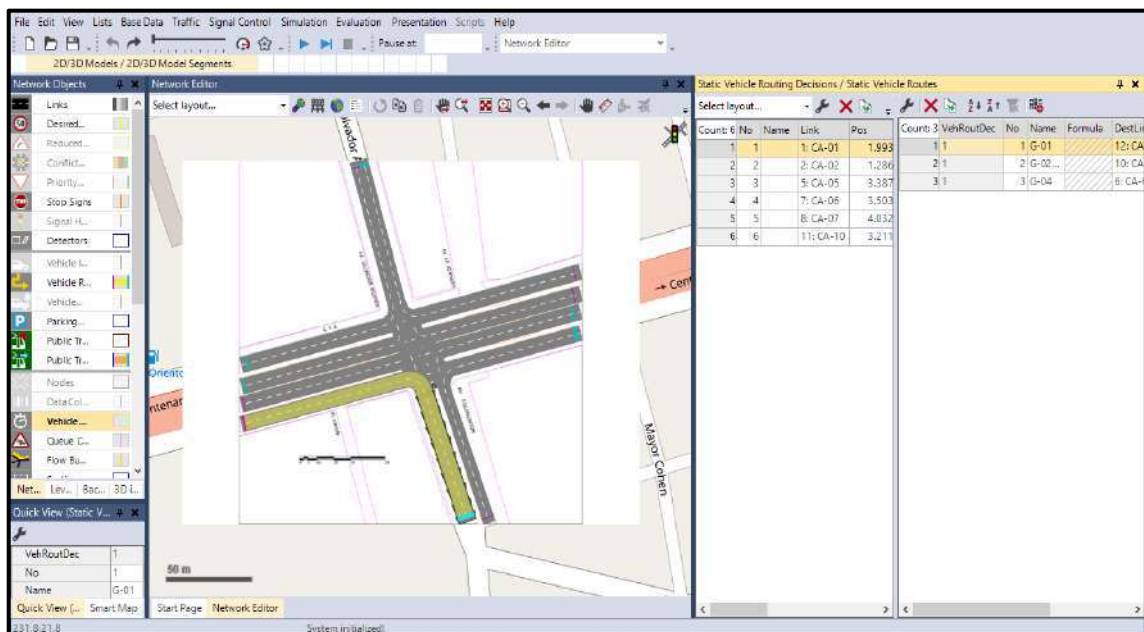 File Edit View Lists Base Data Traffic Signal Control Simulation Evaluation Presentation Scripts Help
Pause at: Network Editor
2D/3D Models / 2D/3D Model Segments
Network Objects
Links
Desired...
Reduced...
Conflict...
Priority...
Stop Signs
Signal H...
Detectors
Vehicle I...
Vehicle R...
Vehicle...
Parking...
Public Tr...
Public Tr...
Nodes
Data Col...
Vehicle...
Queue C...
Flow Bu...
Net... Lev... Bac... 3D I...
Quick View (Static V...
VehRoutDec 1
No 1
Name G-01
Quick View (... Smart Map
Network Editor
Select layout...
Oriente
Mayor Cohen
50 m
Start Page Network Editor
Static Vehicle Routing Decisions / Static Vehicle Routes
Select layout...
Count: 6 No Name Link Pos
1 1 1: CA-01 1.993
2 2 2: CA-02 1.286
3 3 5: CA-05 3.387
4 4 7: CA-06 3.503
5 5 8: CA-07 4.032
6 6 11: CA-10 3.211
Count: 3 VehRoutDec No Name Formula DestLin
1 1 1 G-01 12: CA
2 1 2 G-02... 10: CA
3 1 3 G-04 6: CA-
231.8:21.8 System initialized!